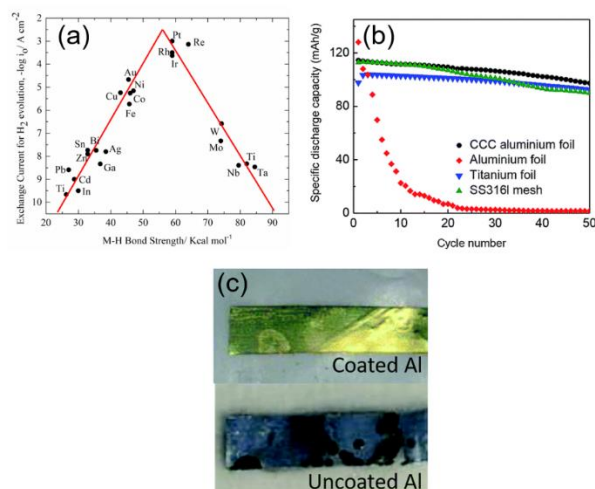 (a)
Exchange Current for H₂ evolution, -log i₀/ A cm⁻²
3
4
5
6
7
8
9
10
Pt
Re
Rh
Ir
Au
Ni
Cu
Co
Fe
W
Mo
Sn
Bi
Ag
Zn
Ga
Pb
Cd
Ti
In
Nb
Ti
Ta
20 30 40 50 60 70 80 90
M-H Bond Strength/ Kcal mol⁻¹
(b)
Specific discharge capacity (mAh/g)
160
120
80
40
0
CCC aluminium foil
Aluminium foil
Titanium foil
SS316l mesh
0 10 20 30 40 50
Cycle number
(c)
Coated Al
Uncoated Al